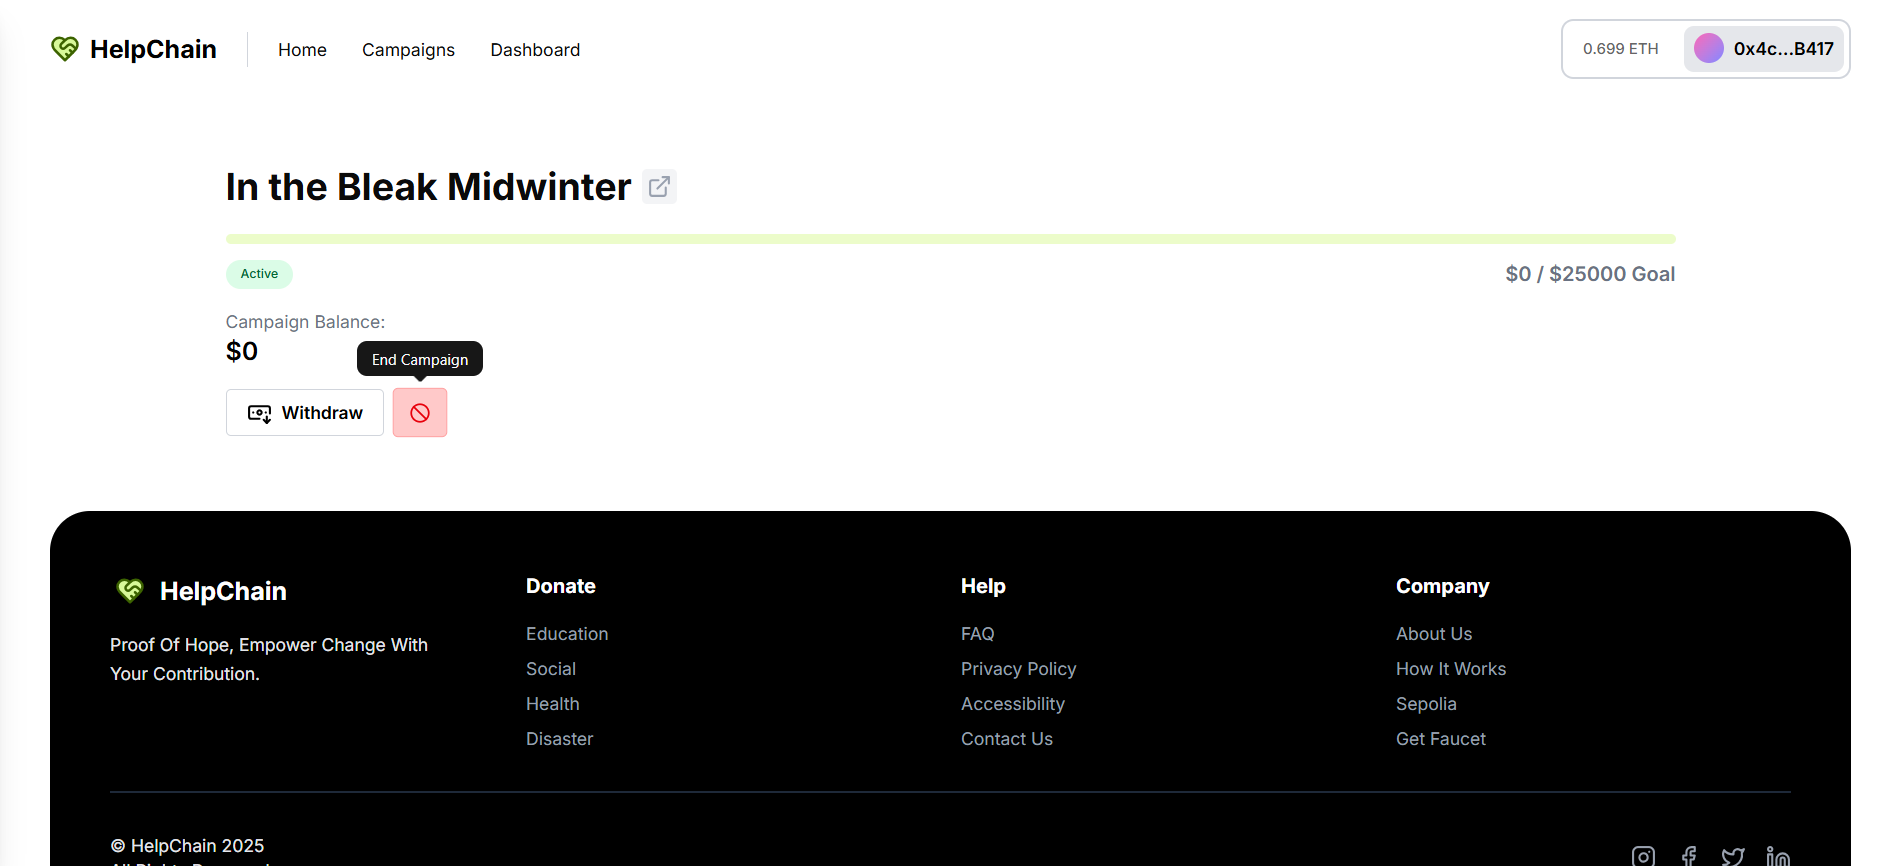 HelpChain
Home
Campaigns
Dashboard
0.699 ETH
0x4c...B417
In the Bleak Midwinter
Active
$0 / $25000 Goal
Campaign Balance:
$0
End Campaign
Withdraw
HelpChain
Proof Of Hope, Empower Change With
Your Contribution.
Donate
Education
Social
Health
Disaster
Help
FAQ
Privacy Policy
Accessibility
Contact Us
Company
About Us
How It Works
Sepolia
Get Faucet
© HelpChain 2025